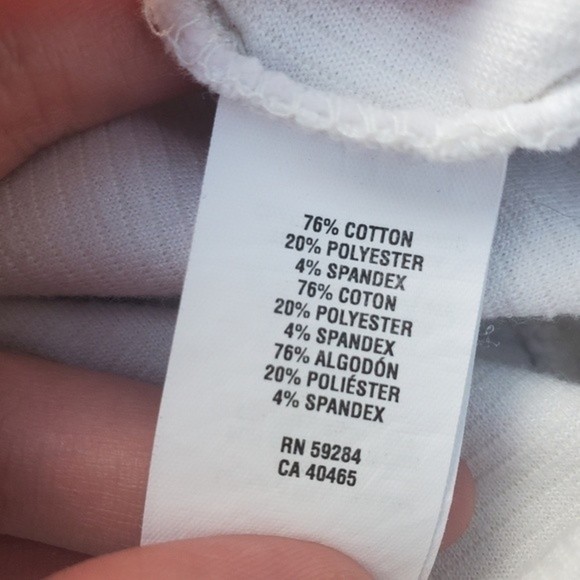 76% COTTON
20% POLYESTER
4% SPANDEX
76% COTON
20% POLYESTER
4% SPANDEX
76% ALGODÓN
20% POLIÉSTER
4% SPANDEX
RN 59284
CA 40465